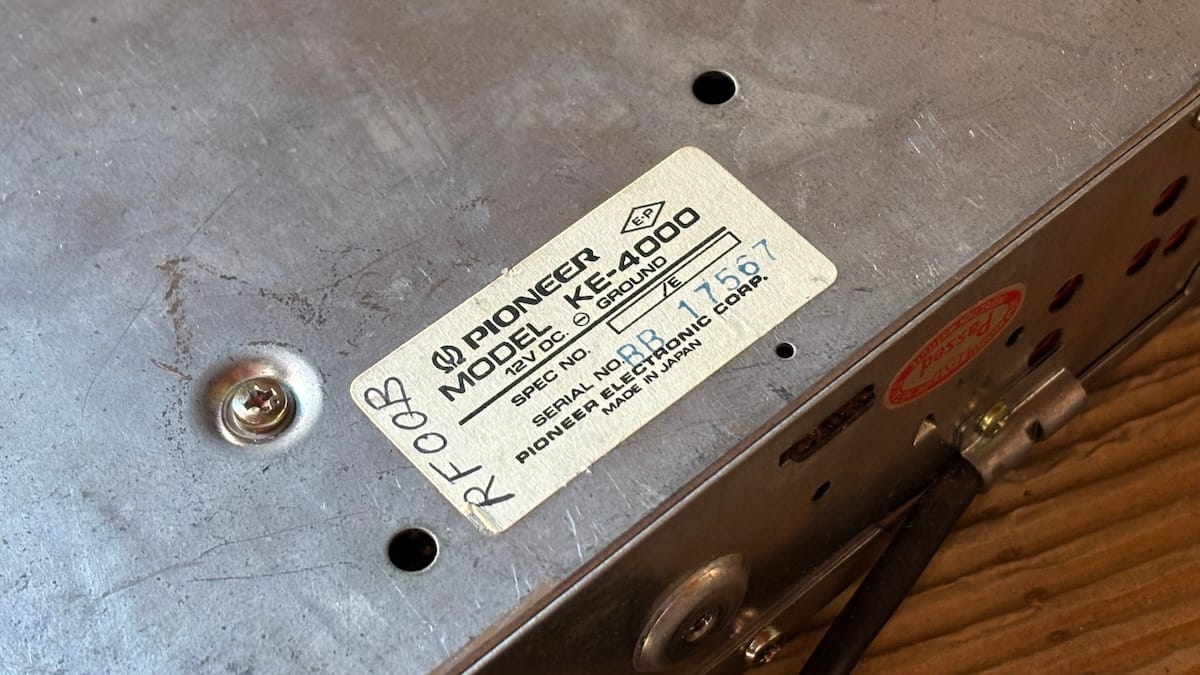 E·P
PIONEER
MODEL KE-4000
12V DC. ⊖ GROUND
SPEC NO. /E
SERIAL NO. BB 17567
PIONEER ELECTRONIC CORP.
MADE IN JAPAN
RFOQB
Passed